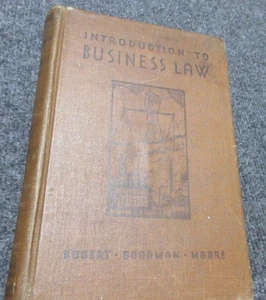 INTRODUCTION · TO
BUSINESS LAW
BOGERT · GOODMAN · MOORE